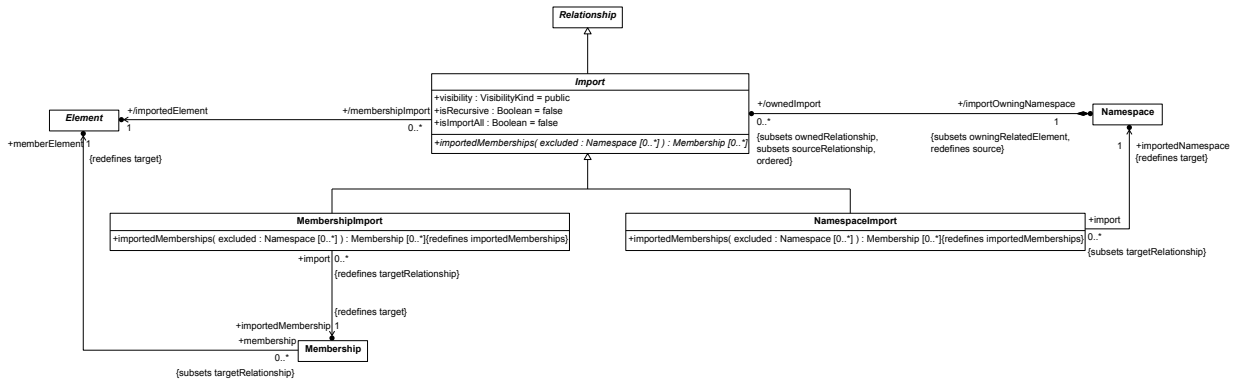 Relationship
Import
+visibility : VisibilityKind = public
+isRecursive : Boolean = false
+isImportAll : Boolean = false
+importedMemberships( excluded : Namespace [0..*] ) : Membership [0..*]
Element
+/importedElement
1
+/membershipImport
0..*
+/ownedImport
0..*
{subsets ownedRelationship,
subsets sourceRelationship,
ordered}
+/importOwningNamespace
1
{subsets owningRelatedElement,
redefines source}
Namespace
+memberElement 1
{redefines target}
1
+importedNamespace
{redefines target}
MembershipImport
+importedMemberships( excluded : Namespace [0..*] ) : Membership [0..*]{redefines importedMemberships}
NamespaceImport
+importedMemberships( excluded : Namespace [0..*] ) : Membership [0..*]{redefines importedMemberships}
+import
0..*
{subsets targetRelationship}
+import 0..*
{redefines targetRelationship}
{redefines target}
+importedMembership 1
+membership
0..*
{subsets targetRelationship}
Membership